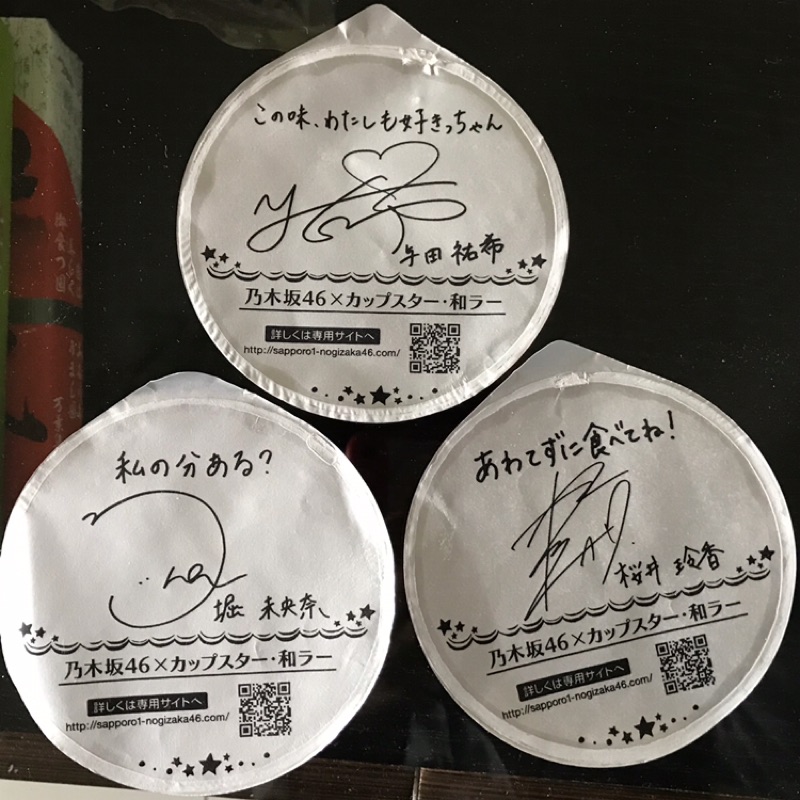 この味、わたしも好きっちゃん
与田 祐希
乃木坂46×カップスター・和ラー
詳しくは専用サイトへ
http://sapporo1-nogizaka46.com/
私の分ある?
堀 未央奈
乃木坂46×カップスター・和ラー
詳しくは専用サイトへ
http://sapporo1-nogizaka46.com/
あわてずに食べてね!
桜井 玲香
乃木坂46×カップスター・和ラー
詳しくは専用サイトへ
http://sapporo1-nogizaka46.com/